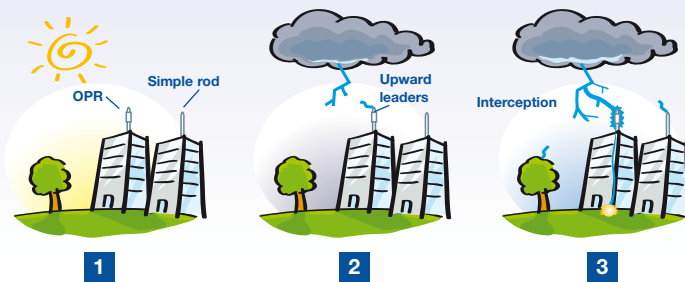 OPR
Simple rod
Upward
leaders
Interception
1
2
3